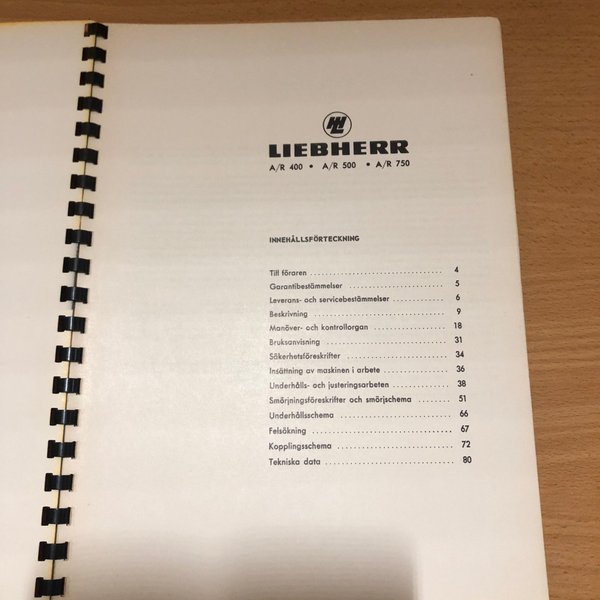 LIEBHERR
A/R 400 • A/R 500 • A/R 750
INNEHÅLLSFÖRTECKNING
Till föraren 4
Garantibestämmelser 5
Leverans- och servicebestämmelser 6
Beskrivning 9
Manöver- och kontrollorgan 18
Bruksanvisning 31
Säkerhetsföreskrifter 34
Insättning av maskinen i arbete 36
Underhålls- och justeringsarbeten 38
Smörjningsföreskrifter och smörjschema 51
Underhållsschema 66
Felsökning 67
Kopplingsschema 72
Tekniska data 80